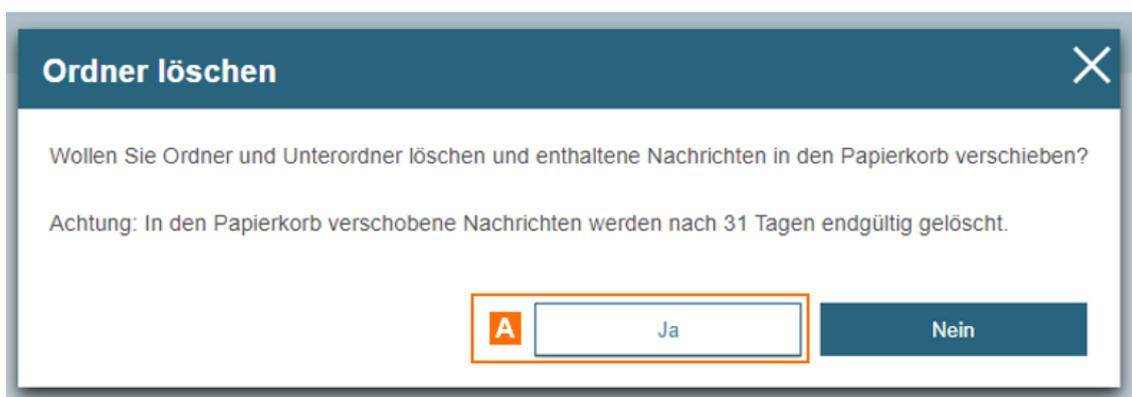 Ordner löschen
Wollen Sie Ordner und Unterordner löschen und enthaltene Nachrichten in den Papierkorb verschieben?
Achtung: In den Papierkorb verschobene Nachrichten werden nach 31 Tagen endgültig gelöscht.
A Ja Nein